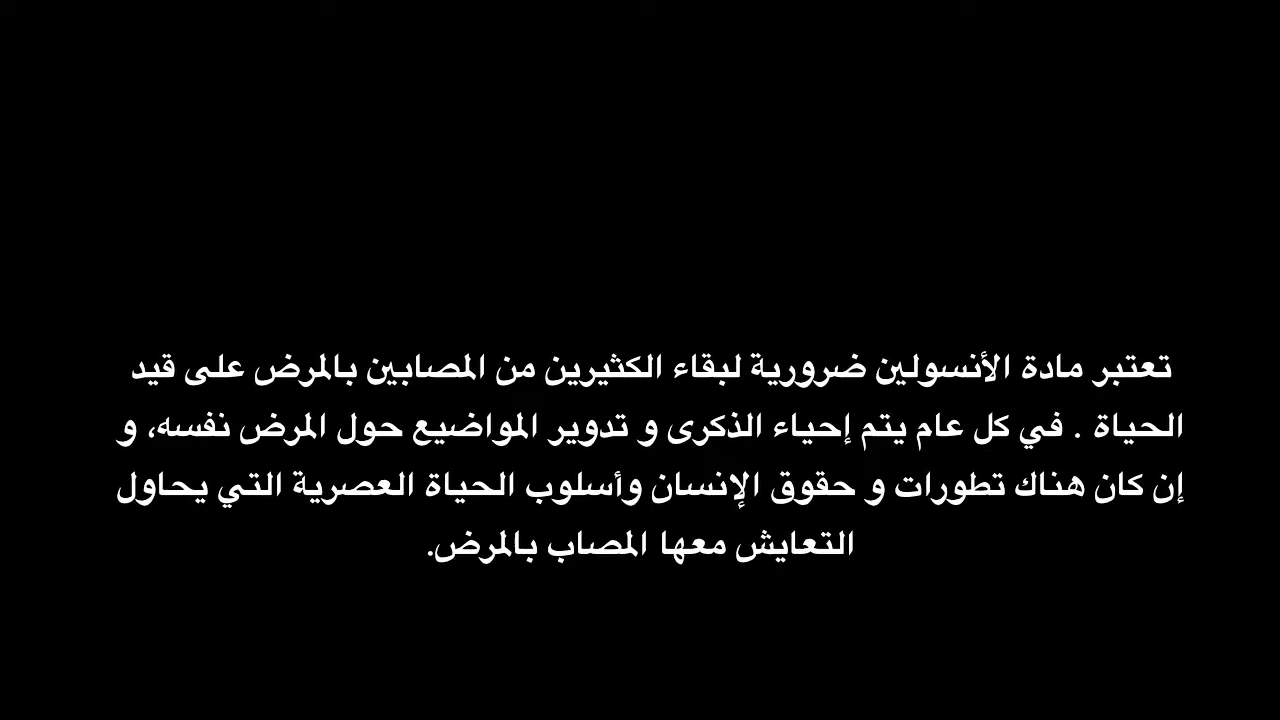 تعتبر مادة الأنسولين ضرورية لبقاء الكثيرين من المصابين بالمرض على قيد
الحياة . في كل عام يتم إحياء الذكرى و تدوير المواضيع حول المرض نفسه، و
إن كان هناك تطورات و حقوق الإنسان وأسلوب الحياة العصرية التي يحاول
التعايش معها المصاب بالمرض.